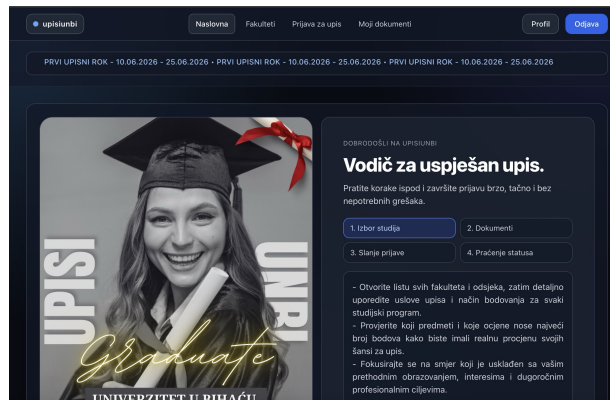 upisiunbi
Naslovna
Fakulteti
Prijava za upis
Moji dokumenti
Profil
Odjava
PRVI UPISNI ROK - 10.06.2026 - 25.06.2026 • PRVI UPISNI ROK - 10.06.2026 - 25.06.2026 • PRVI UPISNI ROK - 10.06.2026 - 25.06.2026
UPISI
UNBI
Graduate
UNIVERZITET U BIHAĆU
DOBRODOŠLI NA UPISIUNBI
Vodič za uspješan upis.
Pratite korake ispod i završite prijavu brzo, tačno i bez
nepotrebnih grešaka.
1. Izbor studija
2. Dokumenti
3. Slanje prijave
4. Praćenje statusa
- Otvorite listu svih fakulteta i odsjeka, zatim detaljno
uporedite uslove upisa i način bodovanja za svaki
studijski program.
- Provjerite koji predmeti i koje ocjene nose najveći
broj bodova kako biste imali realnu procjenu svojih
šansi za upis.
- Fokusirajte se na smjer koji je usklađen sa vašim
prethodnim obrazovanjem, interesima i dugoročnim
profesionalnim ciljevima.